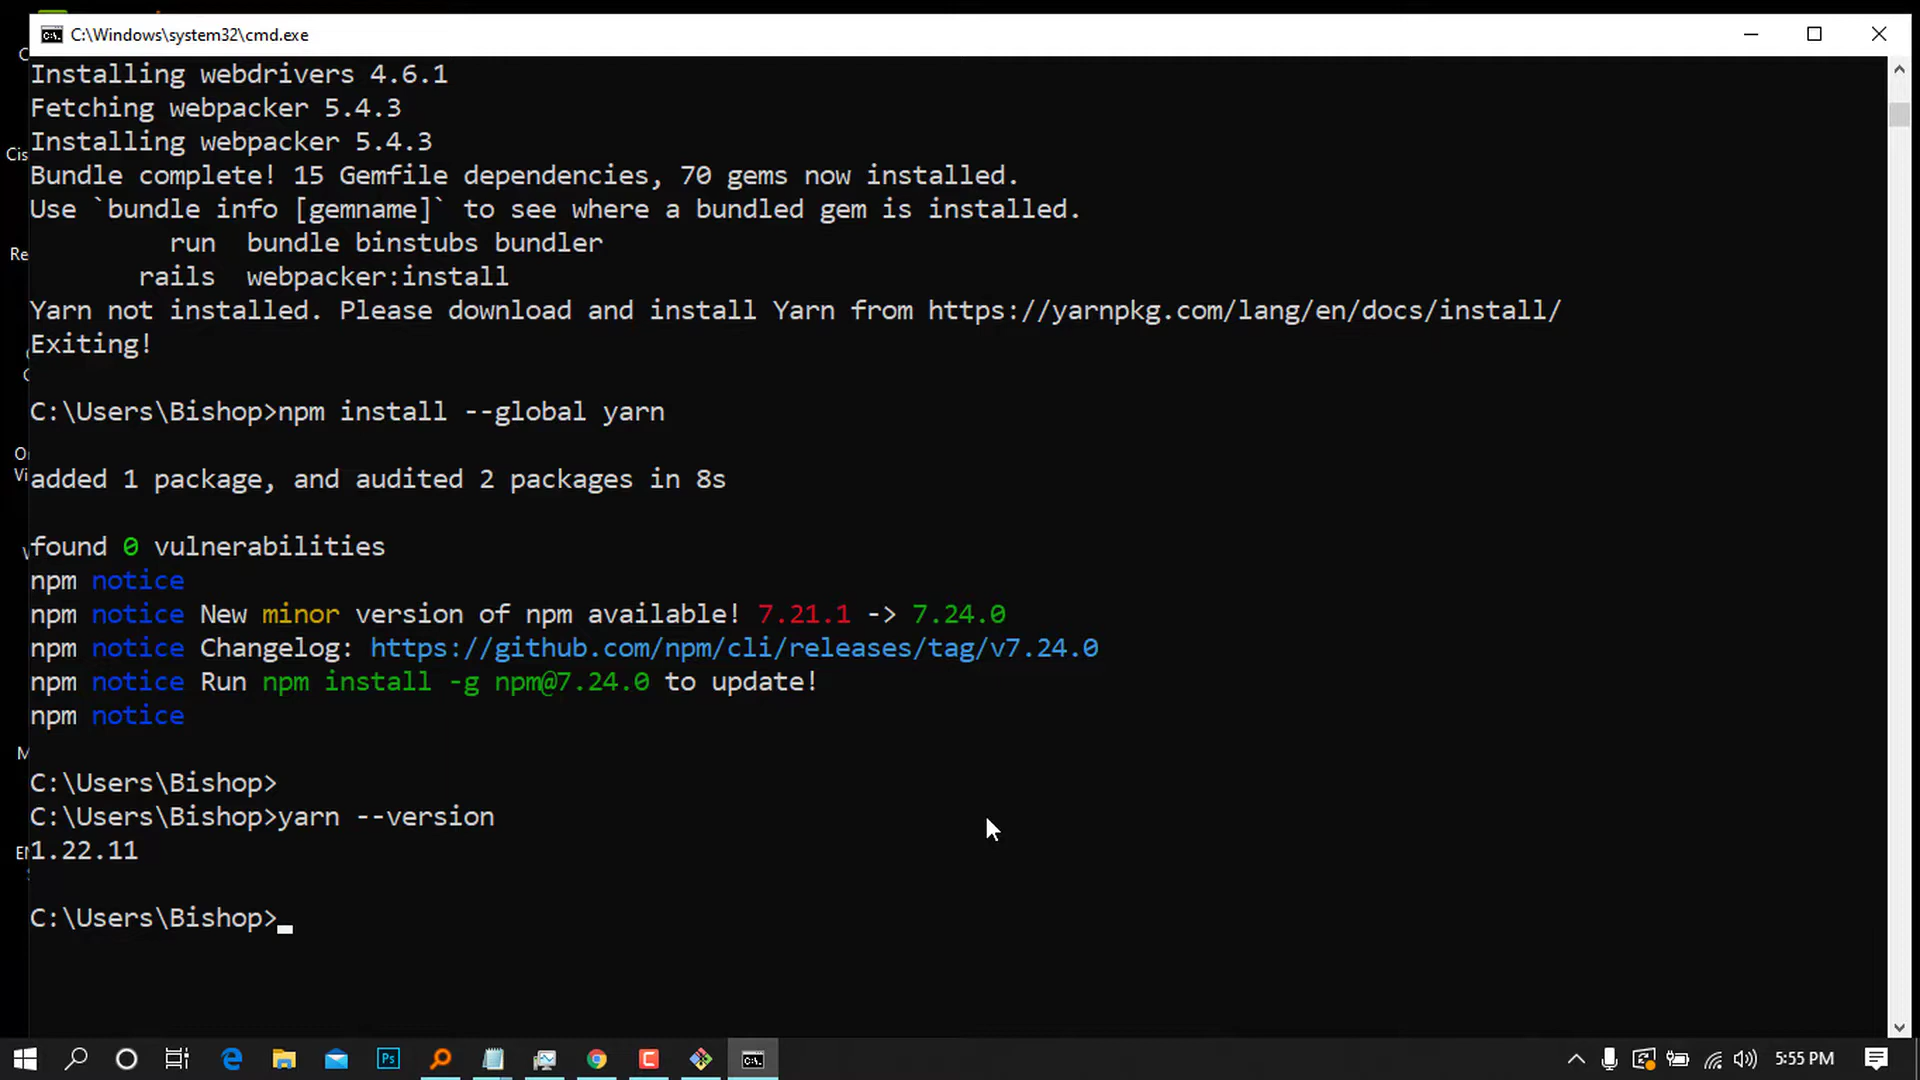 C:\Windows\system32\cmd.exe
Installing webdrivers 4.6.1
Fetching webpacker 5.4.3
Installing webpacker 5.4.3
Bundle complete! 15 Gemfile dependencies, 70 gems now installed.
Use `bundle info [gemname]` to see where a bundled gem is installed.
run  bundle binstubs bundler
rails  webpacker:install
Yarn not installed. Please download and install Yarn from https://yarnpkg.com/lang/en/docs/install/
Exiting!
C:\Users\Bishop>npm install --global yarn
added 1 package, and audited 2 packages in 8s
found 0 vulnerabilities
npm notice
npm notice New minor version of npm available! 7.21.1 -> 7.24.0
npm notice Changelog: https://github.com/npm/cli/releases/tag/v7.24.0
npm notice Run npm install -g npm@7.24.0 to update!
npm notice
C:\Users\Bishop>
C:\Users\Bishop>yarn --version
1.22.11
C:\Users\Bishop>
Ps
5:55 PM